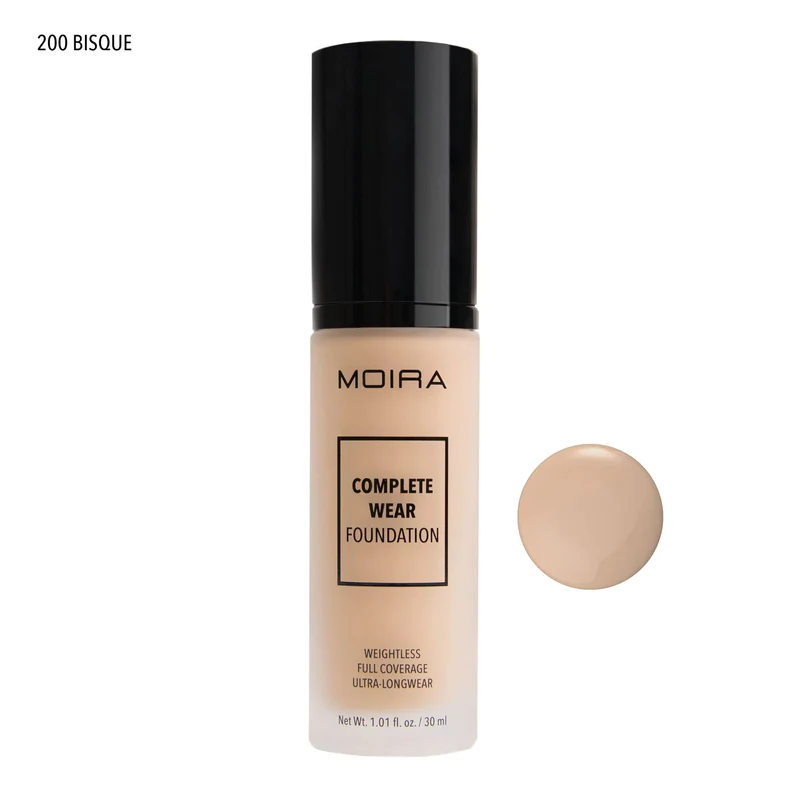 200 BISQUE
MOIRA
COMPLETE
WEAR
FOUNDATION
WEIGHTLESS
FULL COVERAGE
ULTRA-LONGWEAR
Net Wt. 1.01 fl. oz. / 30 ml